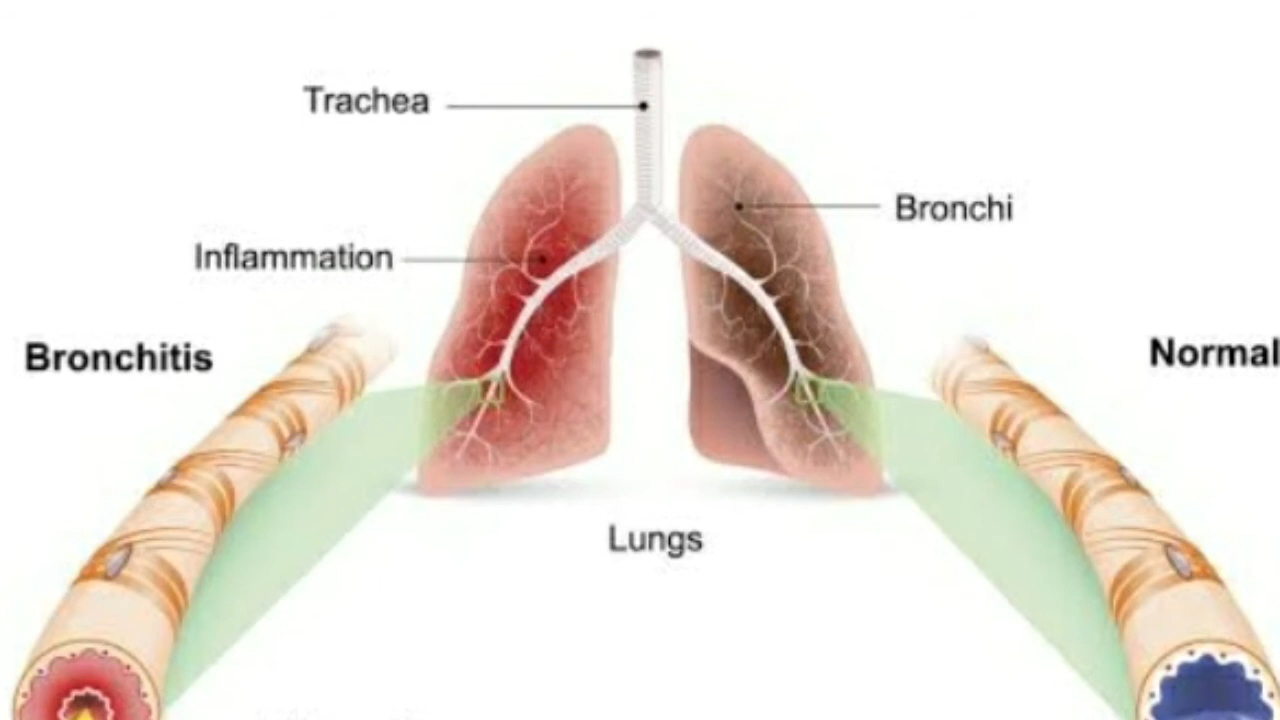 Trachea
Bronchi
Inflammation
Bronchitis
Normal
Lungs